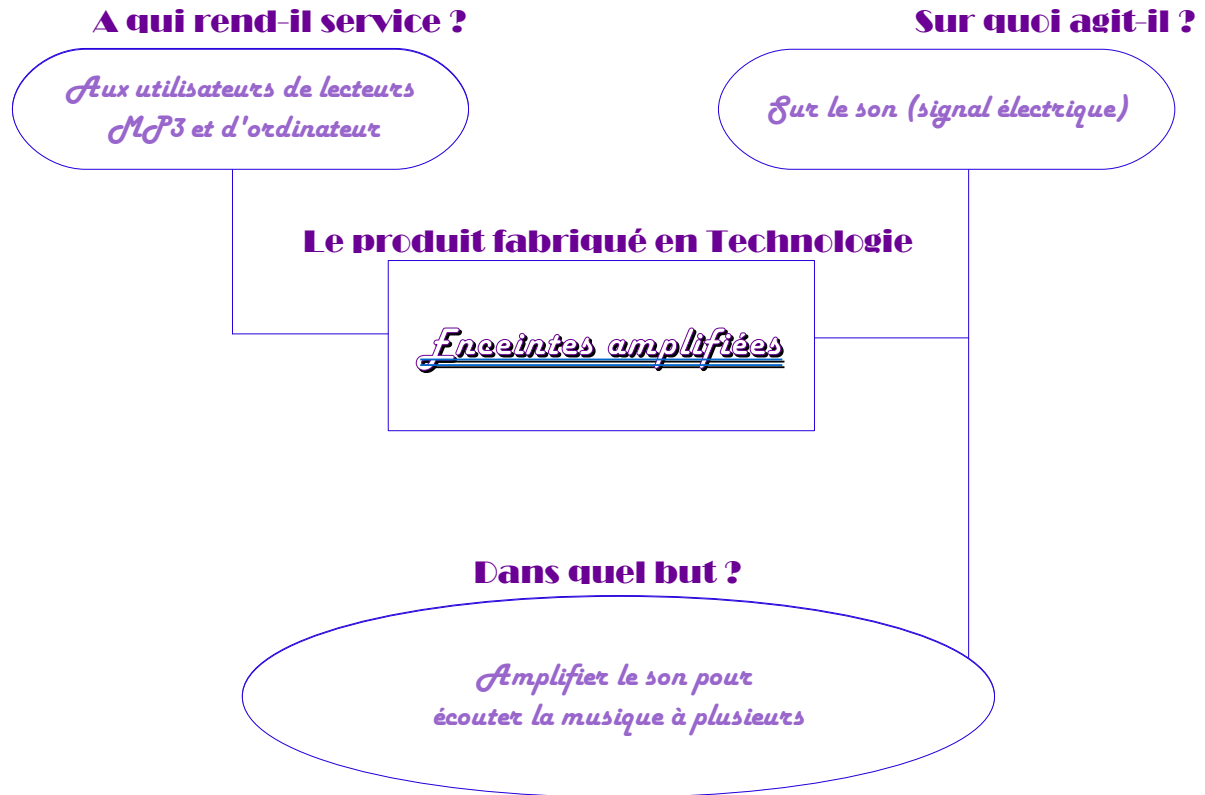 A qui rend-il service ?
Aux utilisateurs de lecteurs
MP3 et d'ordinateur
Sur quoi agit-il ?
Sur le son (signal électrique)
Le produit fabriqué en Technologie
Enceintes amplifiées
Dans quel but ?
Amplifier le son pour
écouter la musique à plusieurs